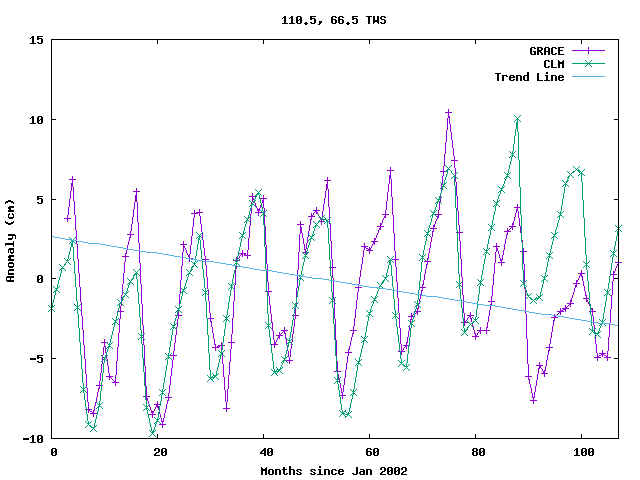 110.5, 66.5 TWS
GRACE
CLM
Trend Line
Anomaly (cm)
15
10
5
0
-5
-10
0 20 40 60 80 100
Months since Jan 2002